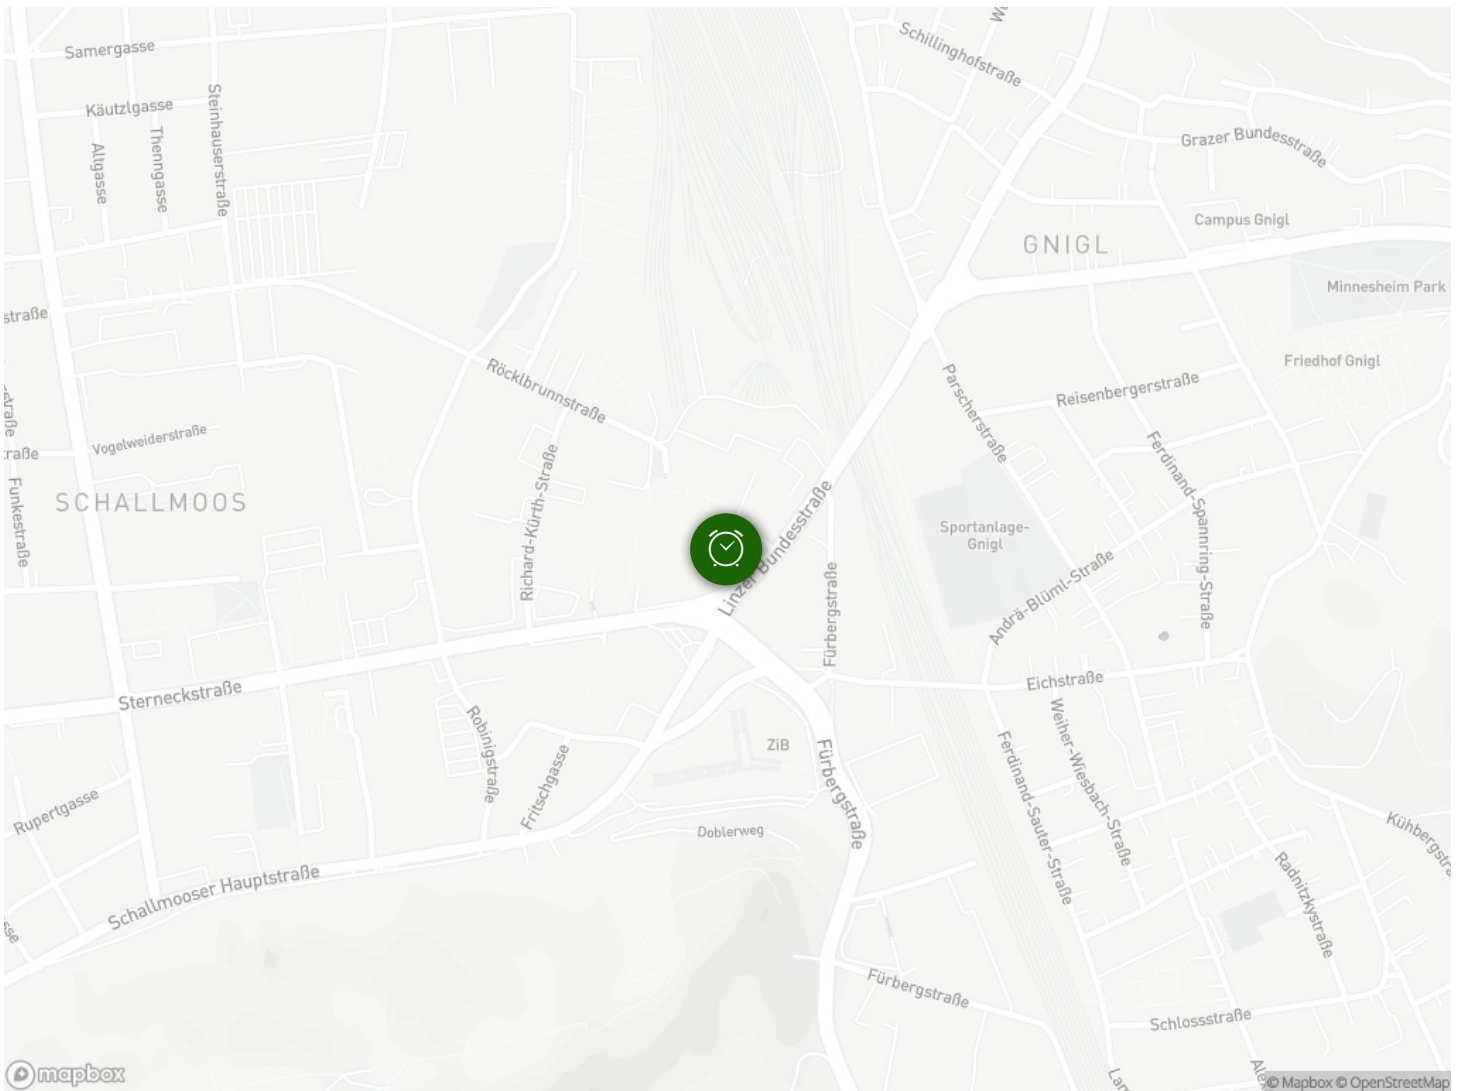 Samergasse
Käutzlgasse
Steinhauserstraße
Thenngasse
Altgasse
Schillinghofstraße
Grazer Bundesstraße
Campus Gnigl
GNIGL
Minnesheim Park
straße
Friedhof Gnigl
Röcklbrunnstraße
Parscherstraße
Reisenbergerstraße
Vogelweiderstraße
Funkestraße
SCHALLMOOS
Richard-Kürth-Straße
Linzer Bundesstraße
Ferdinand-Spannring-Straße
Sportanlage-
Gnigl
Andrä-Blüml-Straße
Fürbergstraße
Eichstraße
Sterneckstraße
Robinigstraße
Fritschgasse
ZiB
Fürbergstraße
Weiher-Wiesbach-Straße
Ferdinand-Sauter-Straße
Rupertgasse
Doblerweg
Schallmooser Hauptstraße
Radnitzkystraße
Kühbergstra
Fürbergstraße
Schlossstraße
mapbox
© Mapbox © OpenStreetMap